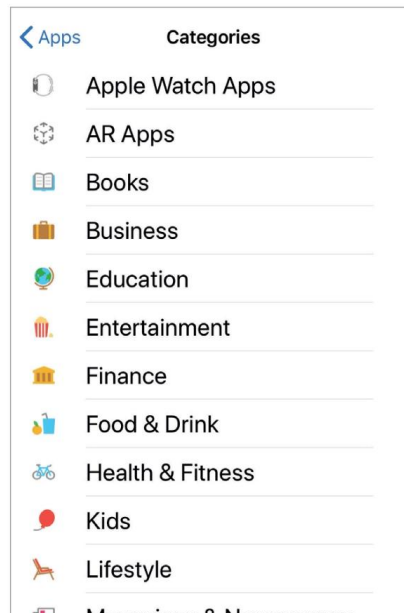 Apps
Categories
Apple Watch Apps
AR Apps
Books
Business
Education
Entertainment
Finance
Food & Drink
Health & Fitness
Kids
Lifestyle